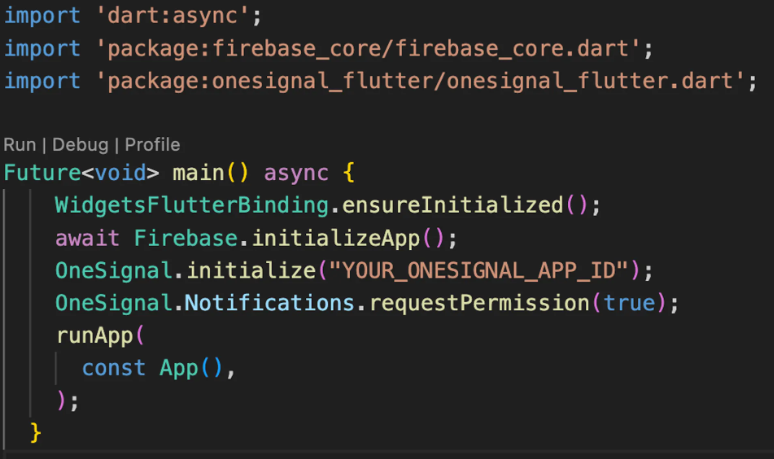 import 'dart:async';
import 'package:firebase_core/firebase_core.dart';
import 'package:onesignal_flutter/onesignal_flutter.dart';
Run | Debug | Profile
Future<void> main() async {
WidgetsFlutterBinding.ensureInitialized();
await Firebase.initializeApp();
OneSignal.initialize("YOUR_ONESIGNAL_APP_ID");
OneSignal.Notifications.requestPermission(true);
runApp(
const App(),
);
}